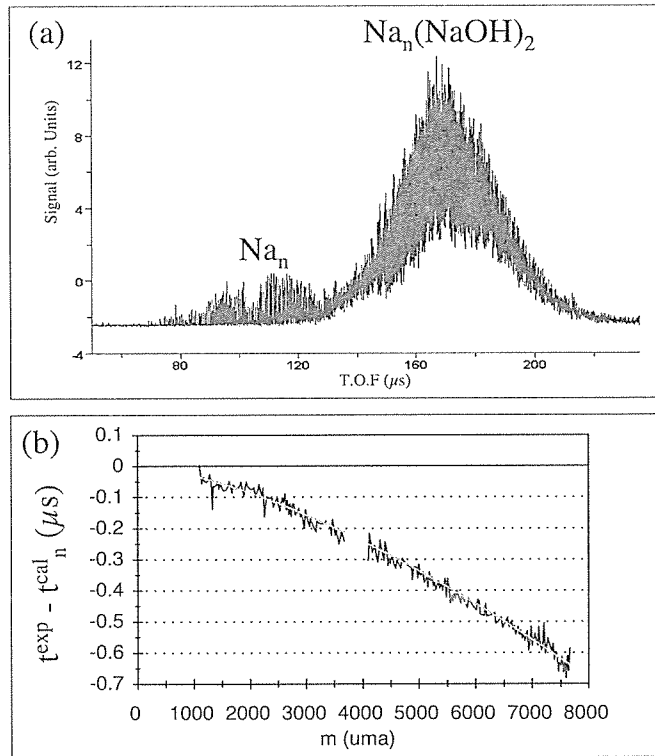 (a)
Na_n(NaOH)_2
Na_n
Signal (arb. Units)
12
8
4
0
-4
80
120
160
200
T.O.F (μs)
(b)
t^exp - t^cal_n (μs)
0.1
0
-0.1
-0.2
-0.3
-0.4
-0.5
-0.6
-0.7
0 1000 2000 3000 4000 5000 6000 7000 8000
m (uma)